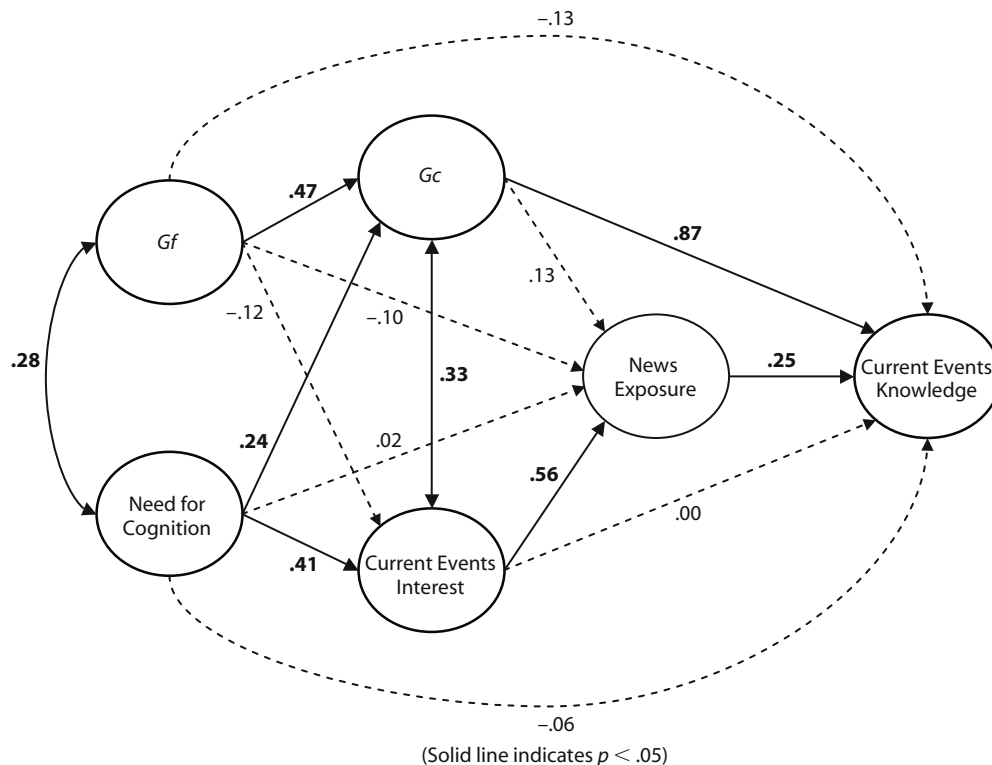 –.13
Gc
.47
Gf
.87
.13
–.12
–.10
News
Exposure
.25
Current Events
Knowledge
.28
.33
.24
.02
.56
Need for
Cognition
.00
.41
Current Events
Interest
–.06
(Solid line indicates p < .05)